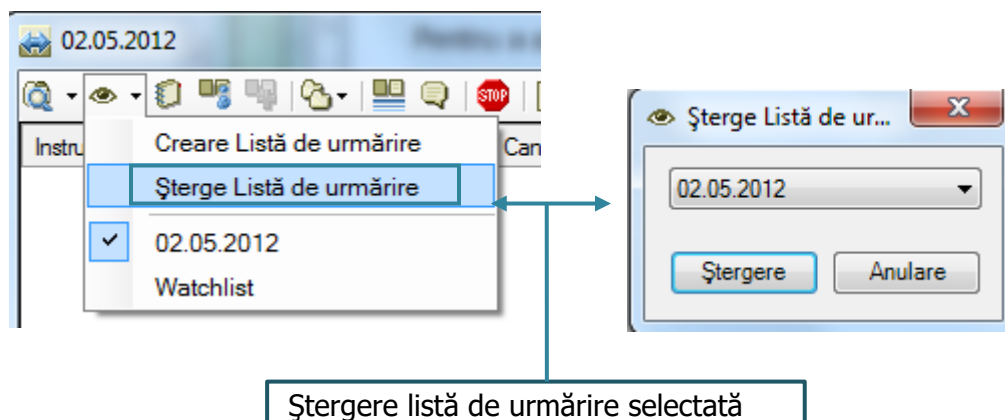 02.05.2012
STOP
Instru
Can
Creare Listă de urmărire
Şterge Listă de urmărire
02.05.2012
Watchlist
Şterge Listă de ur...
02.05.2012
Ştergere
Anulare
Ştergere listă de urmărire selectată